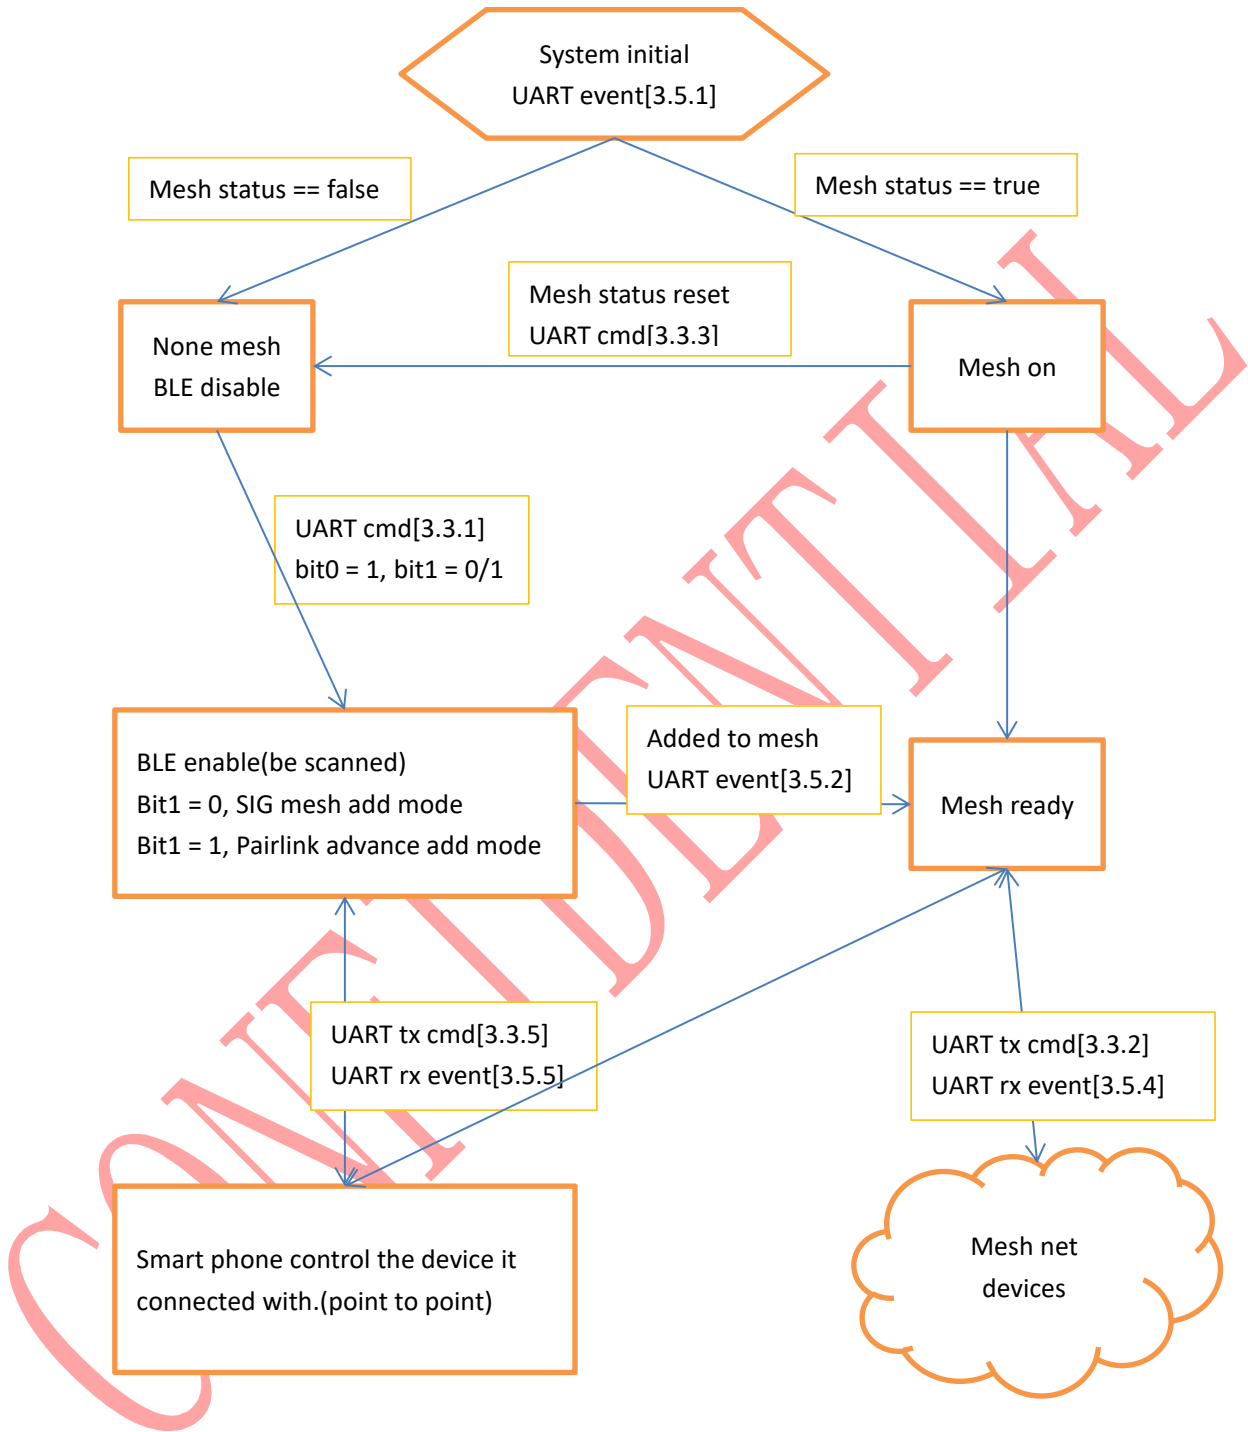 System initial
UART event[3.5.1]
Mesh status == false
Mesh status == true
Mesh status reset
UART cmd[3.3.3]
None mesh
BLE disable
Mesh on
UART cmd[3.3.1]
bit0 = 1, bit1 = 0/1
BLE enable(be scanned)
Bit1 = 0, SIG mesh add mode
Bit1 = 1, Pairlink advance add mode
Added to mesh
UART event[3.5.2]
Mesh ready
UART tx cmd[3.3.5]
UART rx event[3.5.5]
UART tx cmd[3.3.2]
UART rx event[3.5.4]
Smart phone control the device it
connected with.(point to point)
Mesh net
devices
CONFIDENTIAL